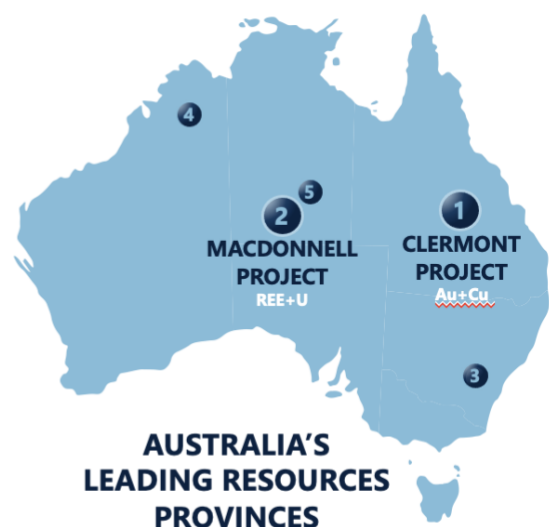 4
5
2
1
MACDONNELL
PROJECT
REE+U
CLERMONT
PROJECT
Au+Cu
3
AUSTRALIA'S
LEADING RESOURCES
PROVINCES